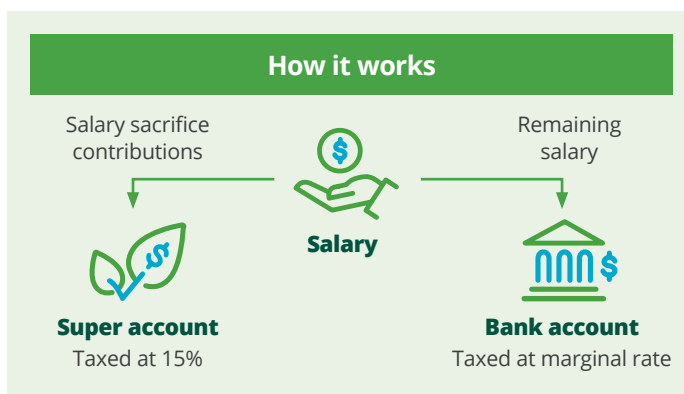 How it works
Salary sacrifice
contributions
Remaining
salary
$
Salary
$
$
Super account
Taxed at 15%
Bank account
Taxed at marginal rate